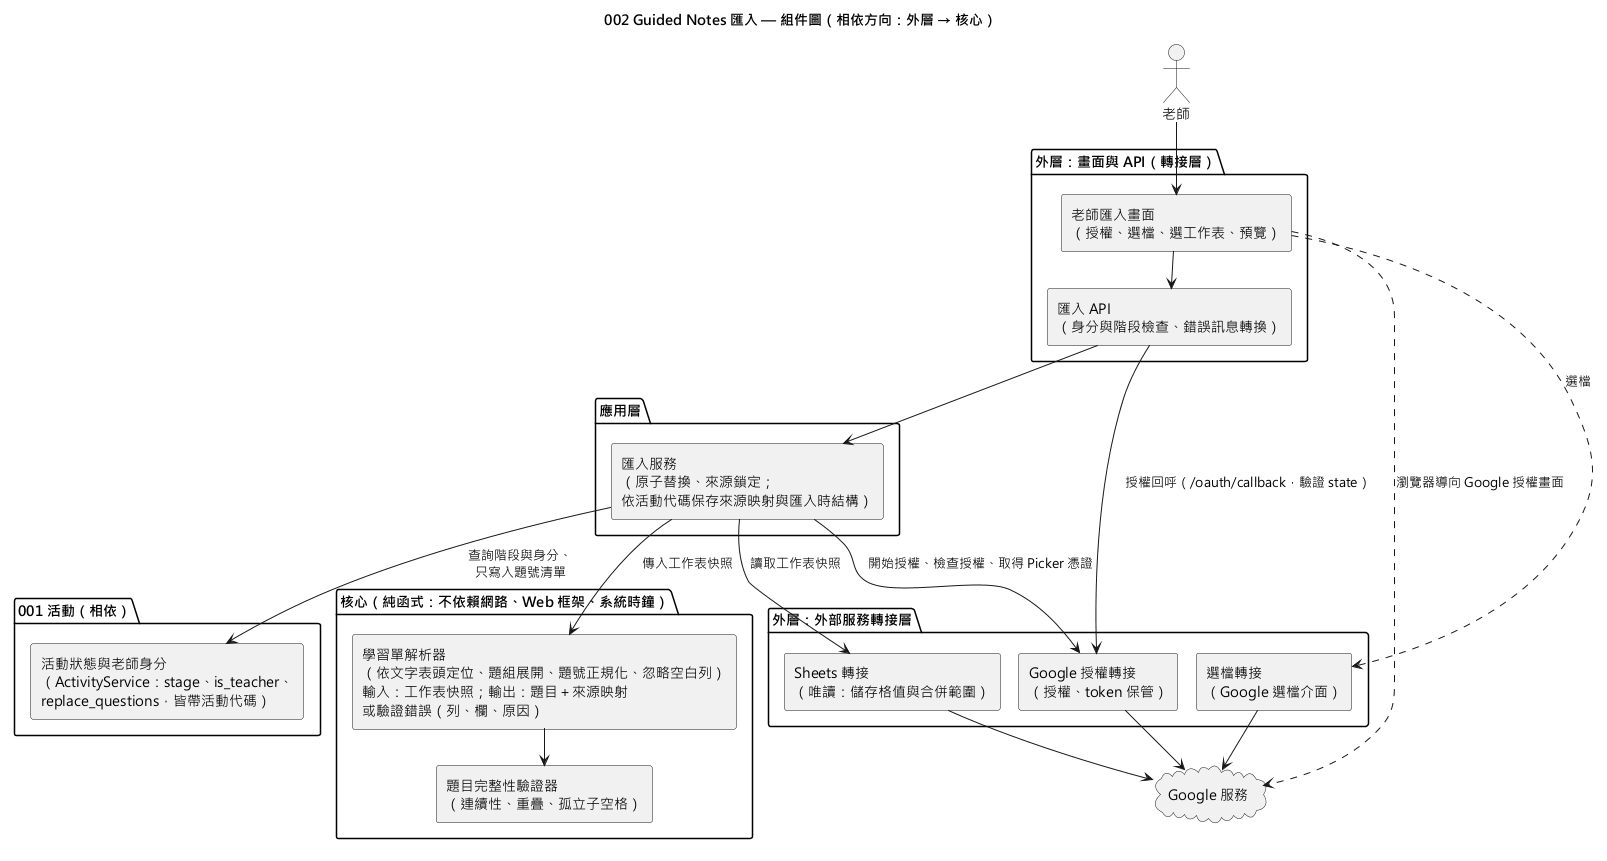 002 Guided Notes 匯入 — 組件圖（相依方向：外層 → 核心）
老師
外層：畫面與 API（轉接層）
老師匯入畫面
（授權、選檔、選工作表、預覽）
匯入 API
（身分與階段檢查、錯誤訊息轉換）
選檔
應用層
匯入服務
（原子替換、來源鎖定；
依活動代碼保存來源映射與匯入時結構）
授權回呼（/oauth/callback，驗證 state）
瀏覽器導向 Google 授權畫面
查詢階段與身分、
只寫入題號清單
傳入工作表快照
讀取工作表快照
開始授權、檢查授權、取得 Picker 憑證
001 活動（相依）
活動狀態與老師身分
（ActivityService：stage、is_teacher、
replace_questions，皆帶活動代碼）
核心（純函式：不依賴網路、Web 框架、系統時鐘）
學習單解析器
（依文字表頭定位、題組展開、題號正規化、忽略空白列）
輸入：工作表快照；輸出：題目 + 來源映射
或驗證錯誤（列、欄、原因）
題目完整性驗證器
（連續性、重疊、孤立子空格）
外層：外部服務轉接層
Sheets 轉接
（唯讀：儲存格值與合併範圍）
Google 授權轉接
（授權、token 保管）
選檔轉接
（Google 選檔介面）
Google 服務